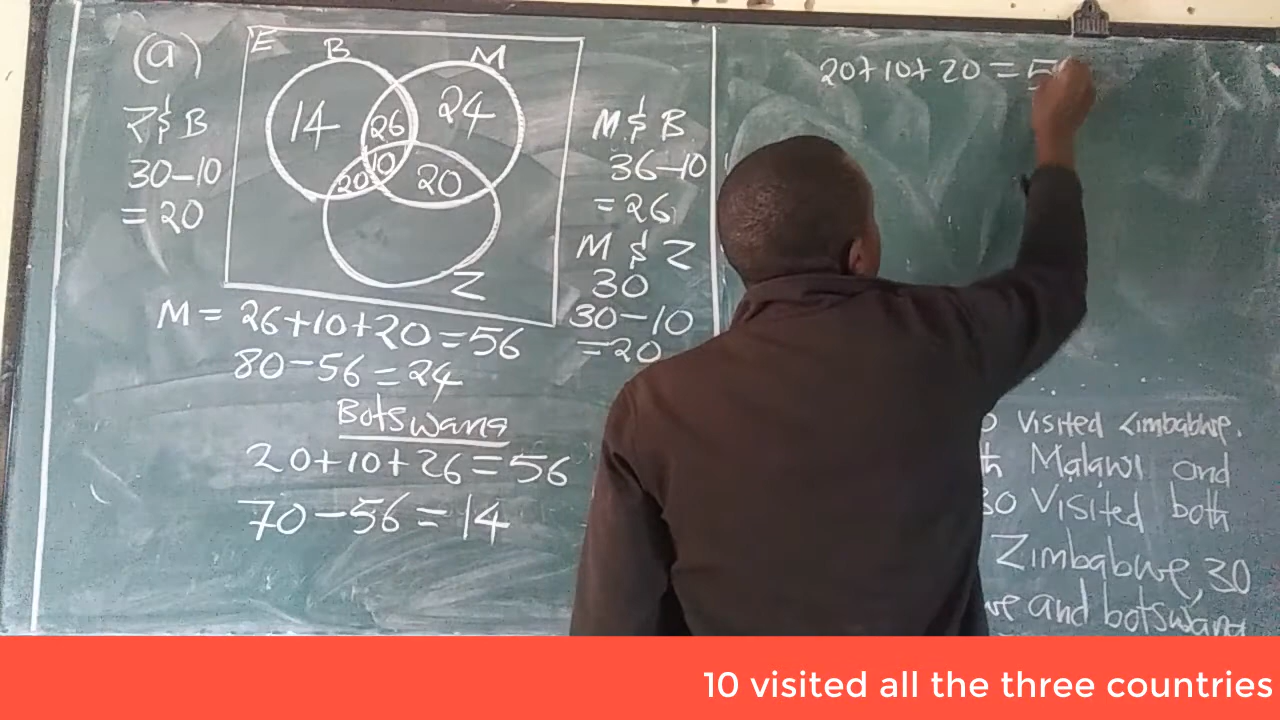 (a)
E
B
M
14
26
24
10
20
20
Z
Z & B
30-10
= 20
M & B
36-10
= 26
M & Z
30
30-10
=20
M = 26+10+20=56
80-56=24
Botswana
20+10+26=56
70-56=14
20+10+20=
Visited Zimbabwe.
Malawi and
30 Visited both
Zimbabwe, 30
and botswana
10 visited all the three countries